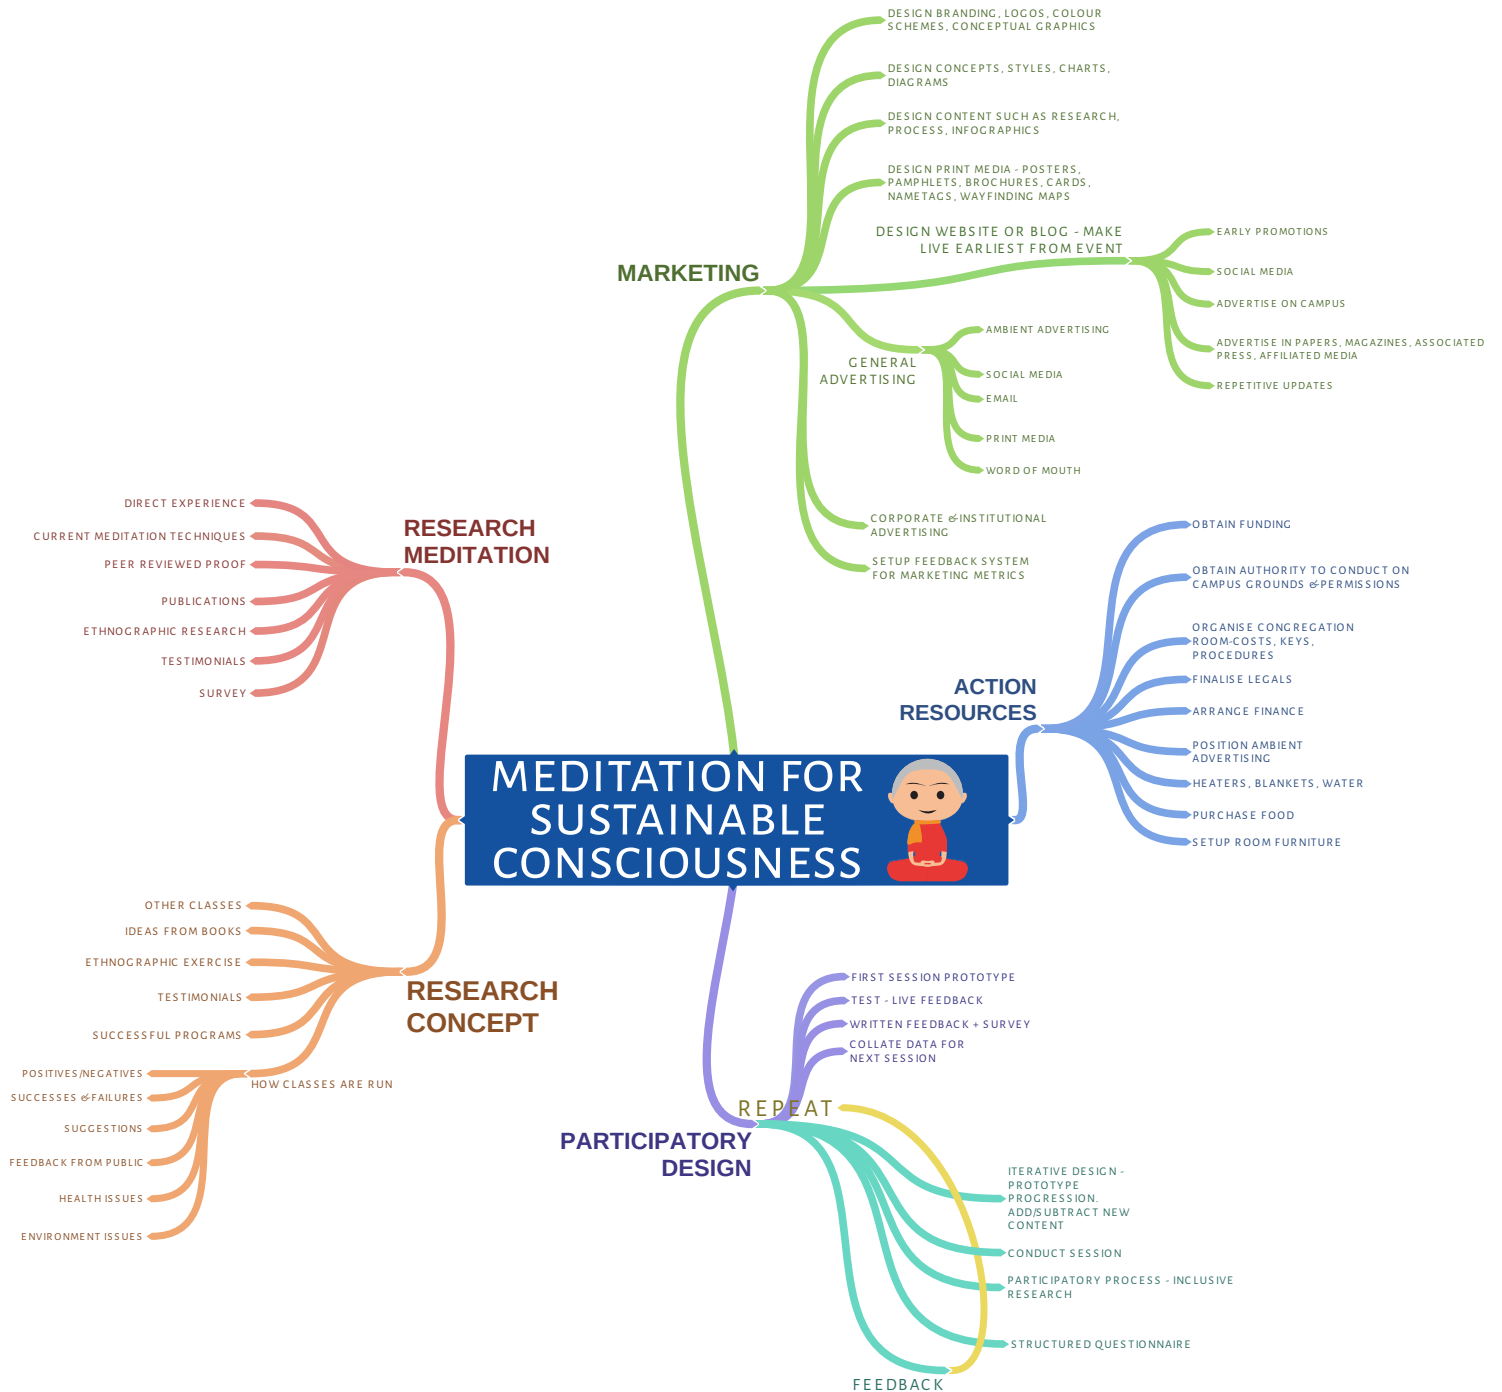 DESIGN BRANDING, LOGOS, COLOUR
SCHEMES, CONCEPTUAL GRAPHICS
DESIGN CONCEPTS, STYLES, CHARTS,
DIAGRAMS
DESIGN CONTENT SUCH AS RESEARCH,
PROCESS, INFOGRAPHICS
DESIGN PRINT MEDIA - POSTERS,
PAMPHLETS, BROCHURES, CARDS,
NAMETAGS, WAYFINDING MAPS
DESIGN WEBSITE OR BLOG - MAKE
LIVE EARLIEST FROM EVENT
EARLY PROMOTIONS
SOCIAL MEDIA
ADVERTISE ON CAMPUS
ADVERTISE IN PAPERS, MAGAZINES, ASSOCIATED
PRESS, AFFILIATED MEDIA
REPETITIVE UPDATES
MARKETING
GENERAL
ADVERTISING
AMBIENT ADVERTISING
SOCIAL MEDIA
EMAIL
PRINT MEDIA
WORD OF MOUTH
CORPORATE & INSTITUTIONAL
ADVERTISING
SETUP FEEDBACK SYSTEM
FOR MARKETING METRICS
RESEARCH
MEDITATION
DIRECT EXPERIENCE
CURRENT MEDITATION TECHNIQUES
PEER REVIEWED PROOF
PUBLICATIONS
ETHNOGRAPHIC RESEARCH
TESTIMONIALS
SURVEY
ACTION
RESOURCES
OBTAIN FUNDING
OBTAIN AUTHORITY TO CONDUCT ON
CAMPUS GROUNDS & PERMISSIONS
ORGANISE CONGREGATION
ROOM-COSTS, KEYS,
PROCEDURES
FINALISE LEGALS
ARRANGE FINANCE
POSITION AMBIENT
ADVERTISING
HEATERS, BLANKETS, WATER
PURCHASE FOOD
SETUP ROOM FURNITURE
MEDITATION FOR
SUSTAINABLE
CONSCIOUSNESS
RESEARCH
CONCEPT
OTHER CLASSES
IDEAS FROM BOOKS
ETHNOGRAPHIC EXERCISE
TESTIMONIALS
SUCCESSFUL PROGRAMS
HOW CLASSES ARE RUN
POSITIVES/NEGATIVES
SUCCESSES & FAILURES
SUGGESTIONS
FEEDBACK FROM PUBLIC
HEALTH ISSUES
ENVIRONMENT ISSUES
PARTICIPATORY
DESIGN
FIRST SESSION PROTOTYPE
TEST - LIVE FEEDBACK
WRITTEN FEEDBACK + SURVEY
COLLATE DATA FOR
NEXT SESSION
REPEAT
ITERATIVE DESIGN -
PROTOTYPE
PROGRESSION.
ADD/SUBTRACT NEW
CONTENT
CONDUCT SESSION
PARTICIPATORY PROCESS - INCLUSIVE
RESEARCH
STRUCTURED QUESTIONNAIRE
FEEDBACK